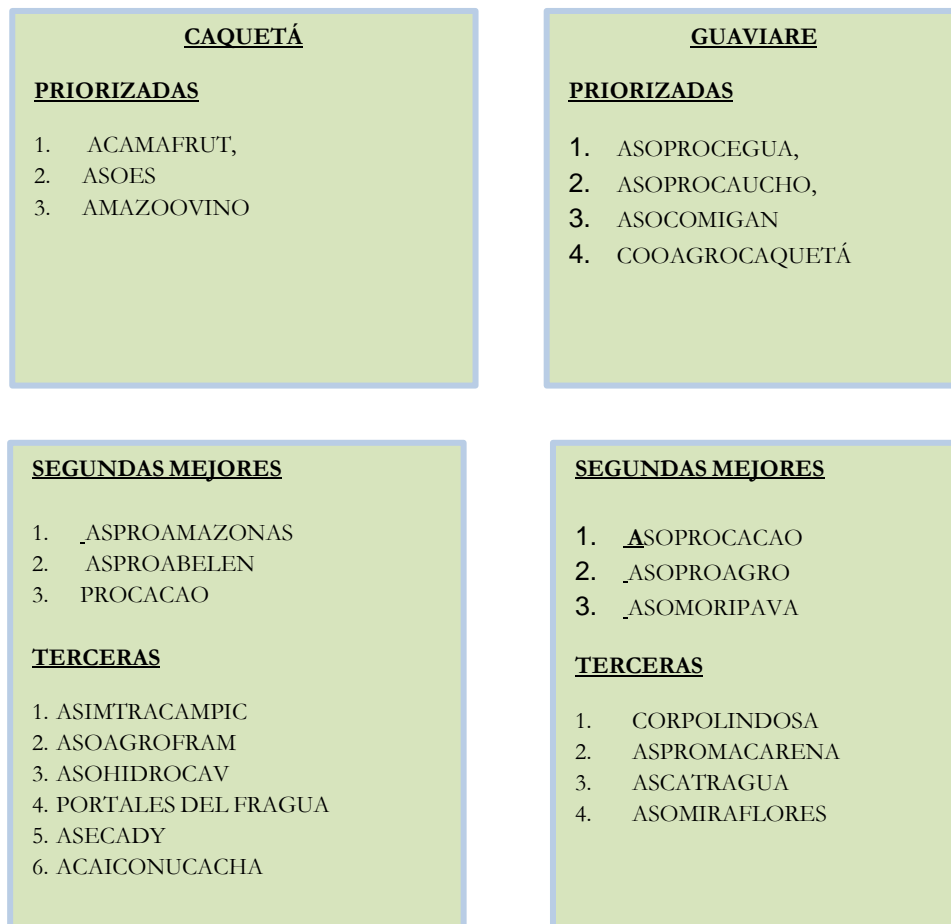 CAQUETÁ
PRIORIZADAS
1. ACAMAFRUT,
2. ASOES
3. AMAZOOVINO
GUAVIARE
PRIORIZADAS
1. ASOPROCEGUA,
2. ASOPROCAUCHO,
3. ASOCOMIGAN
4. COOAGROCAQUETÁ
SEGUNDAS MEJORES
1. ASPROAMAZONAS
2. ASPROABELEN
3. PROCACAO
TERCERAS
1. ASIMTRACAMPIC
2. ASOAGROFRAM
3. ASOHIDROCAV
4. PORTALES DEL FRAGUA
5. ASECADY
6. ACAICONUCACHA
SEGUNDAS MEJORES
1. ASOPROCACAO
2. ASOPROAGRO
3. ASOMORIPAVA
TERCERAS
1. CORPOLINDOSA
2. ASPROMACARENA
3. ASCATRAGUA
4. ASOMIRAFLORES